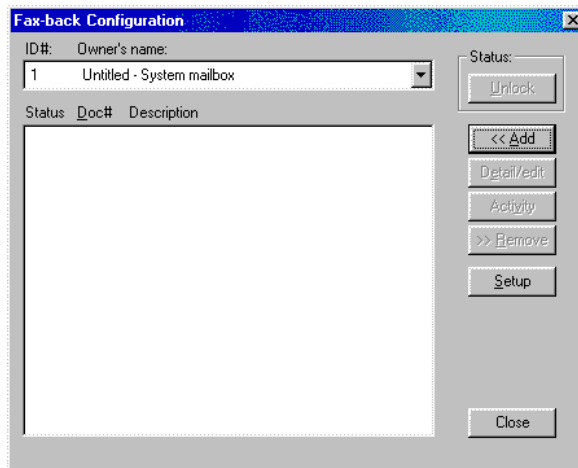 Fax-back Configuration
ID#: Owner's name:
1 Untitled - System mailbox
Status Doc# Description
Status:
Unlock
<< Add
Detail/edit
Activity
>> Remove
Setup
Close